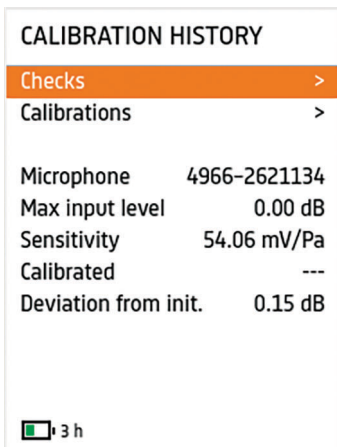 CALIBRATION HISTORY
Checks >
Calibrations >
Microphone 4966-2621134
Max input level 0.00 dB
Sensitivity 54.06 mV/Pa
Calibrated ---
Deviation from init. 0.15 dB
3 h